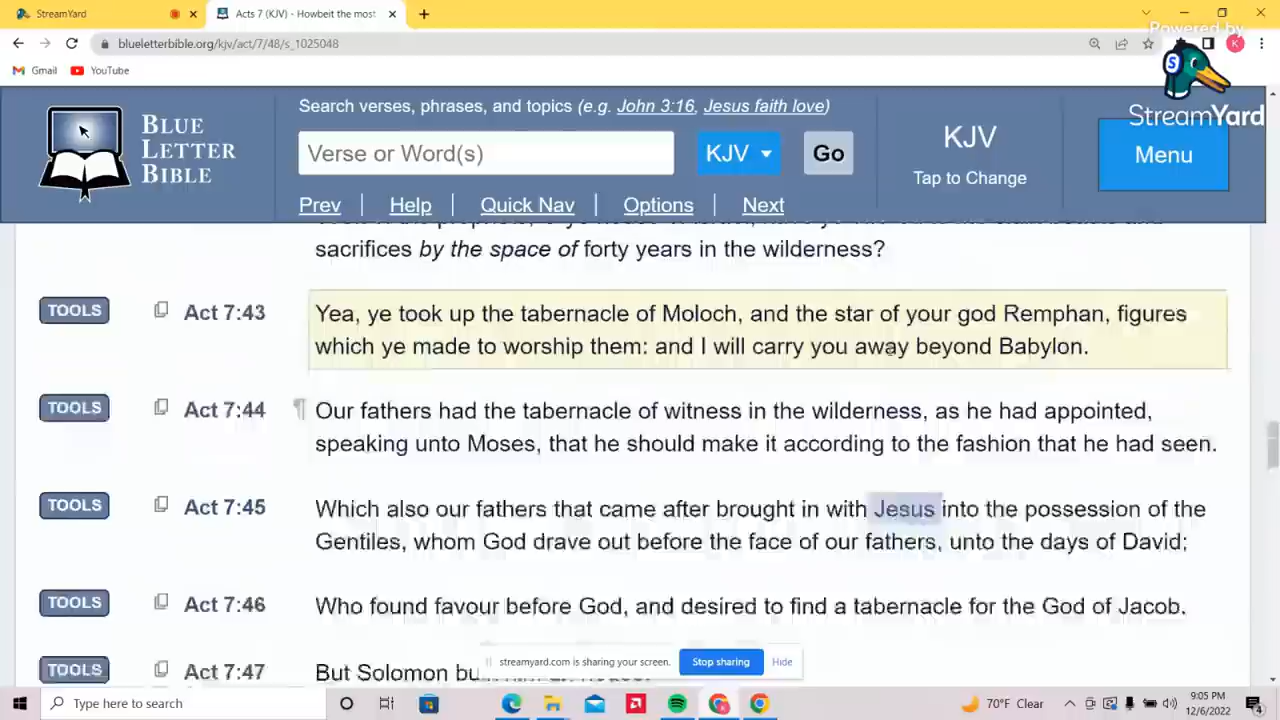 StreamYard
Acts 7 (KJV) - Howbeit the most
blueletterbible.org/kjv/act/7/48/s_1025048
Powered by
Gmail
YouTube
StreamYard
BLUE
LETTER
BIBLE
Search verses, phrases, and topics (e.g. John 3:16, Jesus faith love)
Verse or Word(s)
KJV
Go
KJV
Tap to Change
Menu
Prev
Help
Quick Nav
Options
Next
sacrifices by the space of forty years in the wilderness?
TOOLS
Act 7:43
Yea, ye took up the tabernacle of Moloch, and the star of your god Remphan, figures
which ye made to worship them: and I will carry you away beyond Babylon.
TOOLS
Act 7:44
¶ Our fathers had the tabernacle of witness in the wilderness, as he had appointed,
speaking unto Moses, that he should make it according to the fashion that he had seen.
TOOLS
Act 7:45
Which also our fathers that came after brought in with Jesus into the possession of the
Gentiles, whom God drave out before the face of our fathers, unto the days of David;
TOOLS
Act 7:46
Who found favour before God, and desired to find a tabernacle for the God of Jacob.
TOOLS
Act 7:47
But Solomon
streamyard.com is sharing your screen.
Stop sharing
Hide
Type here to search
70°F Clear
9:05 PM
12/6/2022